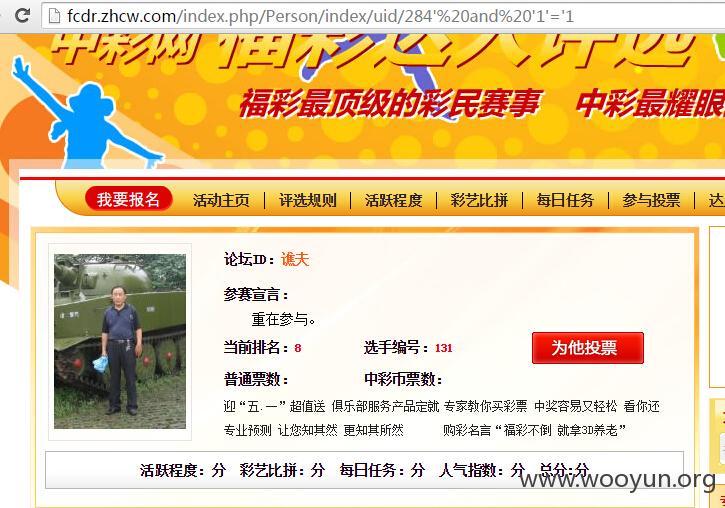 fcdr.zhcw.com/index.php/Person/index/uid/284'%20and%20'1'='1
中彩网 福彩达人评选
福彩最顶级的彩民赛事 中彩最耀眼
我要报名 活动主页 评选规则 活跃程度 彩艺比拼 每日任务 参与投票 达
论坛ID：谯夫
参赛宣言：
重在参与。
当前排名：8 选手编号：131
为他投票
普通票数： 中彩币票数：
迎“五.一”超值送 俱乐部服务产品定就 专家教你买彩票 中奖容易又轻松 看你还
专业预测 让您知其然 更知其所然 购彩名言“福彩不倒 就拿3D养老”
活跃程度：分 彩艺比拼：分 每日任务：分 人气指数：分 总分:分
www.wooyun.org